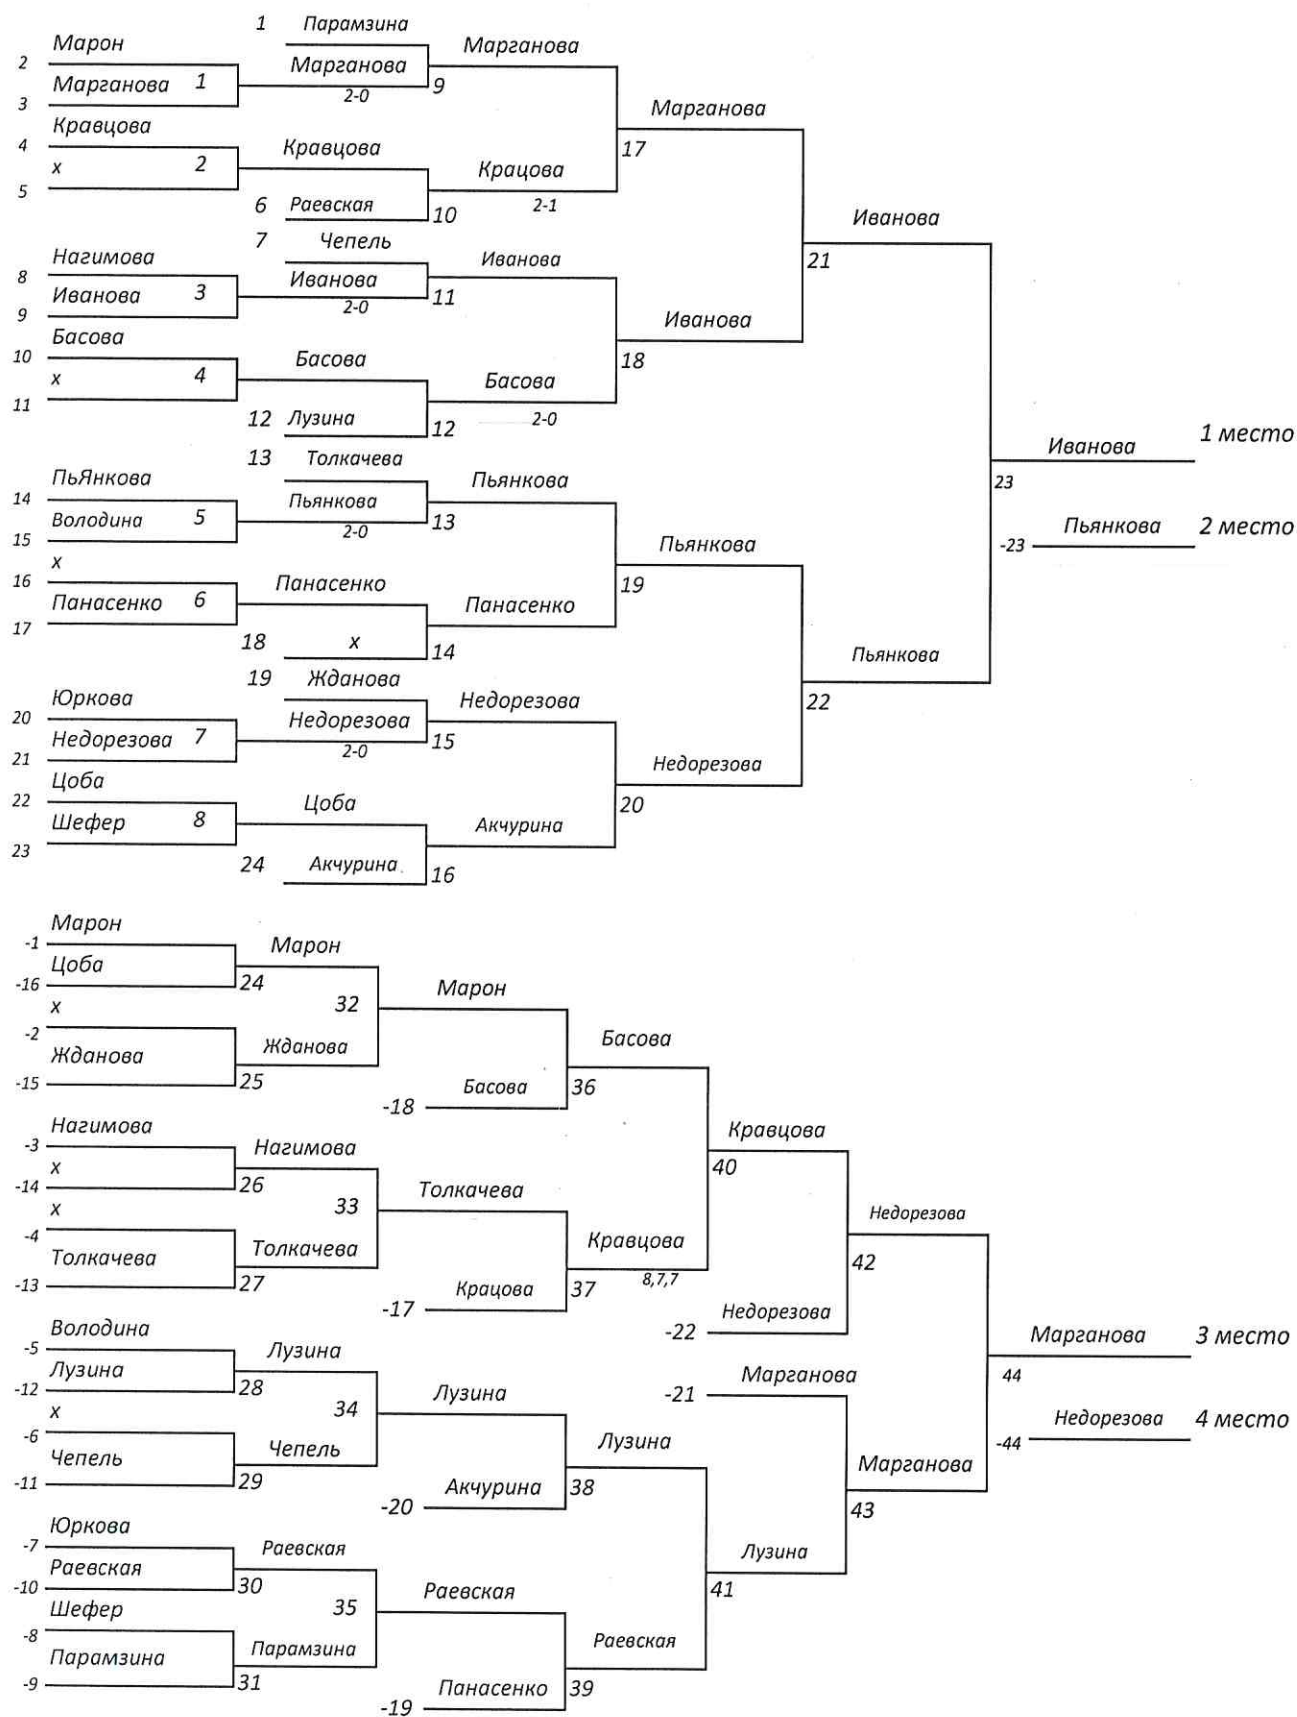 1 Парамзина
Марон Марганова
2 Марганова
Марганова 1 2-0 9
3 Марганова
Кравцова 17
4 Кравцова
х 2 Крацова
5 2-1
6 Раевская 10
Иванова
7 Чепель
Нагимова Иванова
8 Иванова 21
Иванова 3 2-0 11
9 Иванова
Басова
10 Басова 18
х 4 Басова
11 2-0
12 Лузина 12
1 место
Иванова
13 Толкачева
ПьЯнкова Пьянкова 23
14 Пьянкова
Володина 5 2-0 13 Пьянкова 2 место
15 -23
х Пьянкова
16 Панасенко 19
Панасенко 6 Панасенко
17
18 х 14
Пьянкова
19 Жданова
Юркова Недорезова 22
20 Недорезова
Недорезова 7 2-0 15
21 Недорезова
Цоба
22 Цоба 20
Шефер 8 Акчурина
23
24 Акчурина 16
Марон
-1 Марон
Цоба
-16 24
х 32 Марон
-2 Басова
Жданова Жданова
-15 25 Басова 36
-18
Нагимова Кравцова
-3 Нагимова
х 40
-14 26
х 33 Толкачева
-4 Недорезова
Толкачева Толкачева Кравцова
-13 27 8,7,7 42
Крацова 37
-17
Недорезова
-22
Володина Марганова 3 место
-5 Лузина
Лузина Марганова 44
-12 28 -21
х 34 Лузина Недорезова 4 место
-6 -44
Чепель Чепель Лузина
-11 29 Марганова
Акчурина 38
-20 43
Юркова
-7 Раевская Лузина
Раевская
-10 30 41
Шефер 35 Раевская
-8
Парамзина Парамзина Раевская
-9 31
Панасенко 39
-19